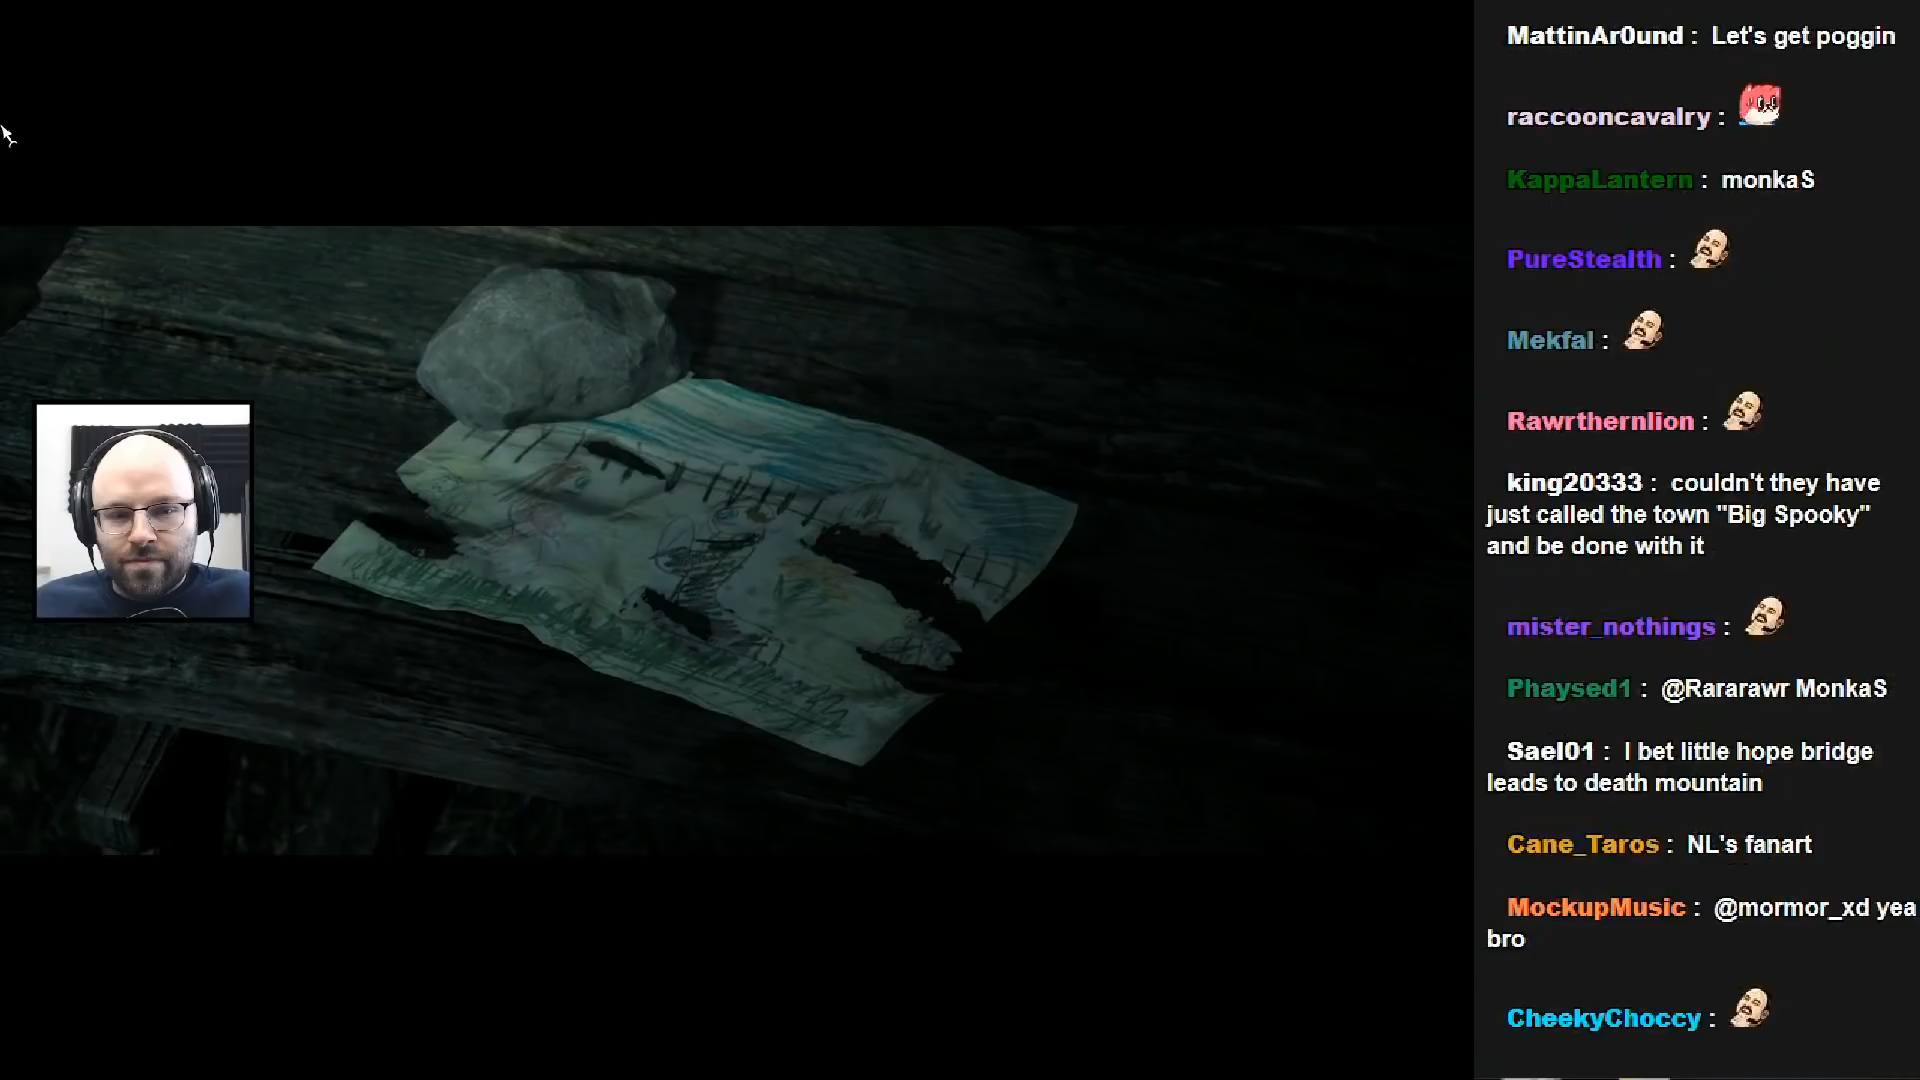 MattinAr0und : Let's get poggin
raccooncavalry :
KappaLantern : monkaS
PureStealth :
Mekfal :
Rawrthernlion :
king20333 : couldn't they have
just called the town "Big Spooky"
and be done with it
mister_nothings :
Phaysed1 : @Rararawr MonkaS
Sael01 : I bet little hope bridge
leads to death mountain
Cane_Taros : NL's fanart
MockupMusic : @mormor_xd yea
bro
CheekyChoccy :